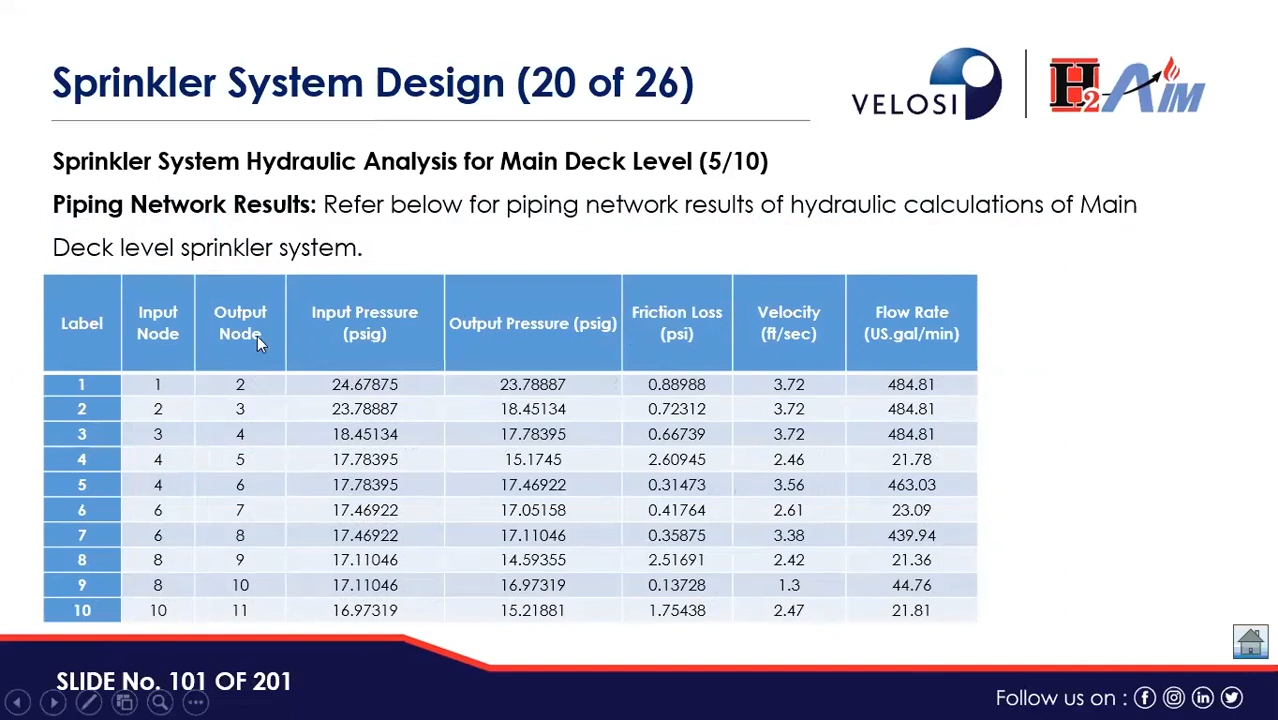 Sprinkler System Design (20 of 26)
VELOSI
H2 AIM
Sprinkler System Hydraulic Analysis for Main Deck Level (5/10)
Piping Network Results: Refer below for piping network results of hydraulic calculations of Main
Deck level sprinkler system.
Label Input Node Output Node Input Pressure (psig) Output Pressure (psig) Friction Loss (psi) Velocity (ft/sec) Flow Rate (US.gal/min)
1 1 2 24.67875 23.78887 0.88988 3.72 484.81
2 2 3 23.78887 18.45134 0.72312 3.72 484.81
3 3 4 18.45134 17.78395 0.66739 3.72 484.81
4 4 5 17.78395 15.1745 2.60945 2.46 21.78
5 4 6 17.78395 17.46922 0.31473 3.56 463.03
6 6 7 17.46922 17.05158 0.41764 2.61 23.09
7 6 8 17.46922 17.11046 0.35875 3.38 439.94
8 8 9 17.11046 14.59355 2.51691 2.42 21.36
9 8 10 17.11046 16.97319 0.13728 1.3 44.76
10 10 11 16.97319 15.21881 1.75438 2.47 21.81
SLIDE No. 101 OF 201
Follow us on :